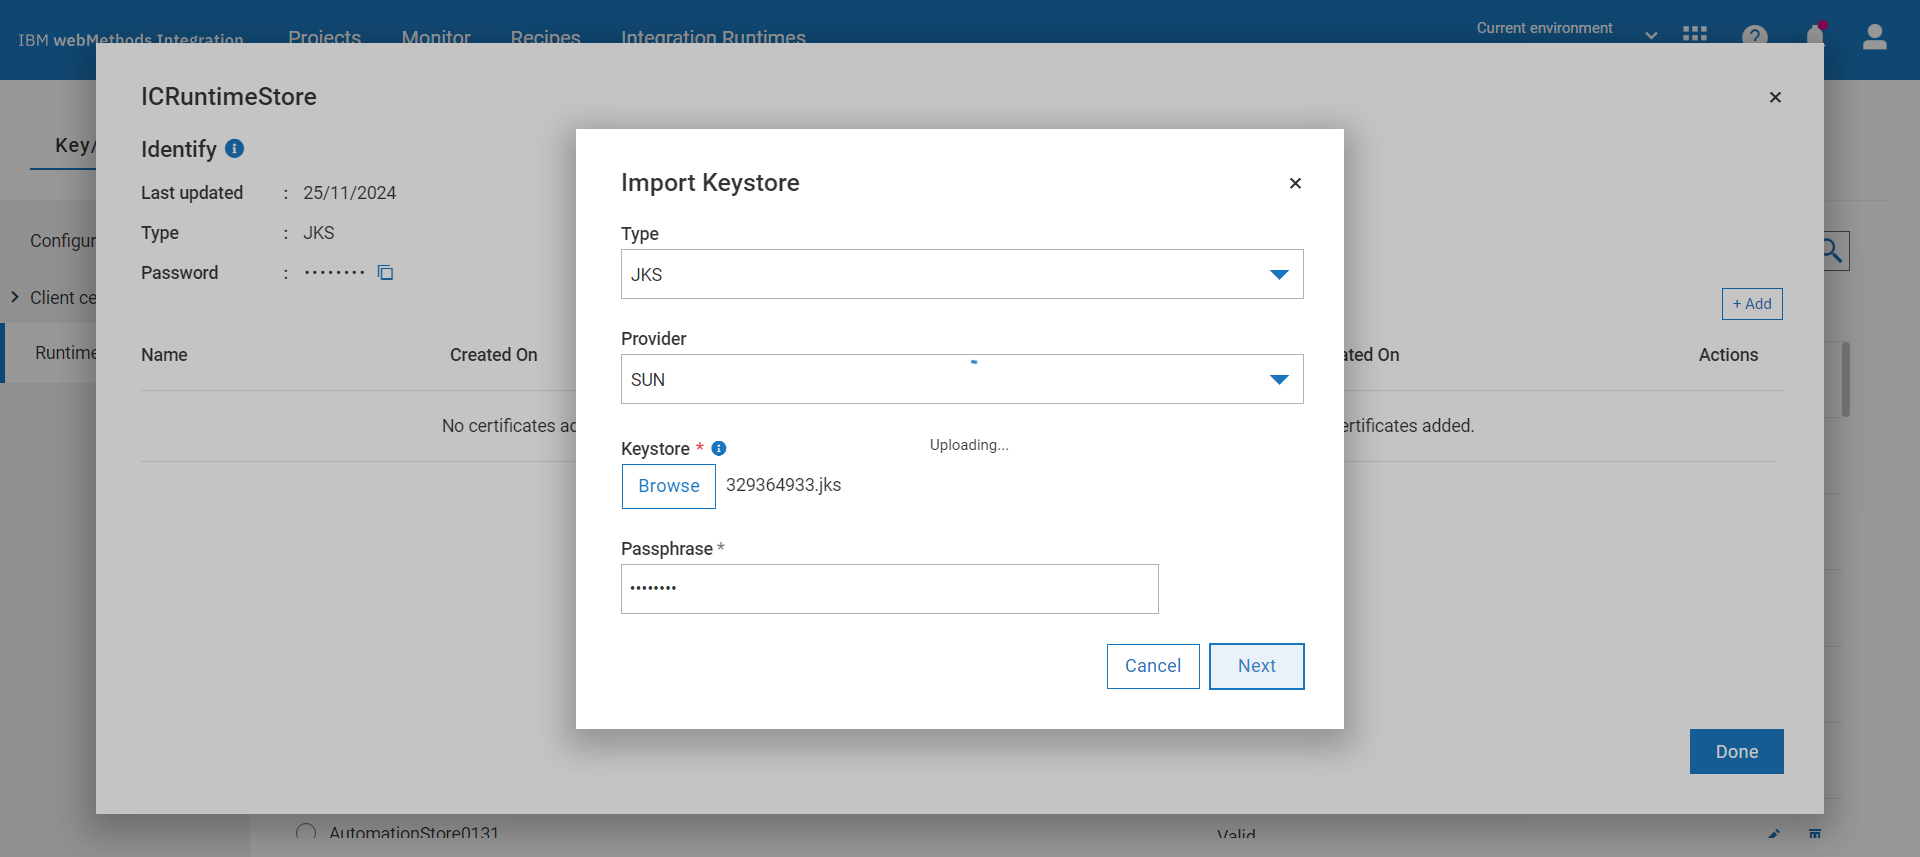 IBM webMethods Integration
Projects
Monitor
Recipes
Integration Runtimes
Current environment
ICRuntimeStore
Key/
Identify
Last updated : 25/11/2024
Type : JKS
Password : ••••••••
Configur
Client ce
Runtime
+ Add
Name
Created On
ated On
Actions
No certificates ad
ertificates added.
Import Keystore
Type
JKS
Provider
SUN
Keystore *
Uploading...
Browse
329364933.jks
Passphrase *
••••••••
Cancel
Next
Done
AutomationStore0131
Valid